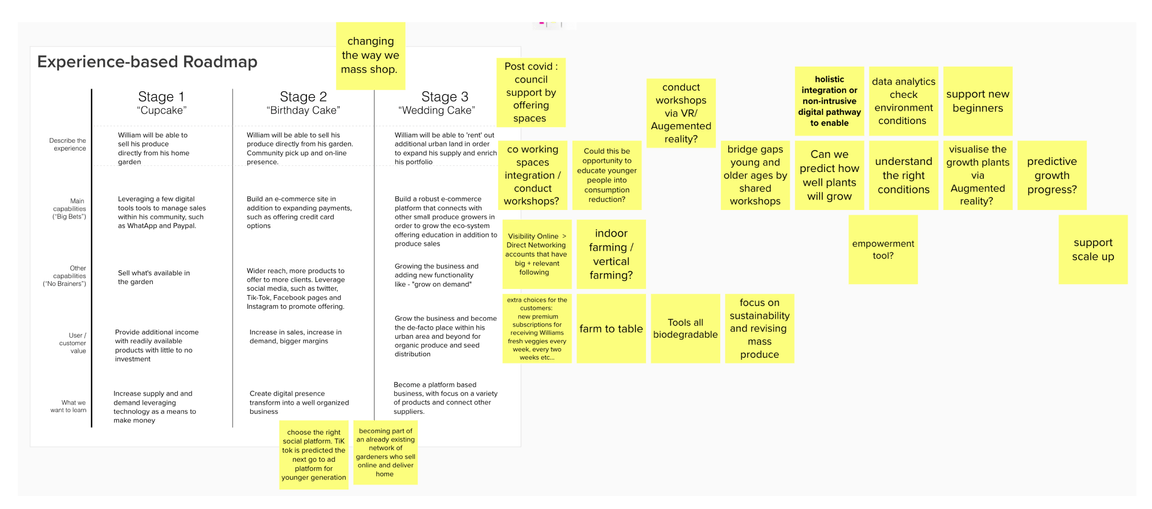 changing
the way we
mass shop.
Experience-based Roadmap
Stage 1
"Cupcake"
Stage 2
"Birthday Cake"
Stage 3
"Wedding Cake"
Describe the
experience
William will be able to
sell his produce
directly from his home
garden
William will be able to sell his
produce directly from his garden.
Community pick up and on-line
presence.
William will be able to 'rent' out
additional urban land in order
to expand his supply and enrich
his portfolio
Main
capabilities
("Big Bets")
Leveraging a few digital
tools tools to manage sales
within his community, such
as WhatApp and Paypal.
Build an e-commerce site in
addition to expanding payments,
such as offering credit card
options
Build a robust e-commerce
platform that connects with
other small produce growers in
order to grow the eco-system
offering education in addition to
produce sales
Other
capabilities
("No Brainers")
Sell what's available in
the garden
Wider reach, more products to
offer to more clients. Leverage
social media, such as twitter,
Tik-Tok, Facebook pages and
Instagram to promote offering.
Growing the business and
adding new functionality
like - "grow on demand"
User /
customer
value
Provide additional income
with readily available
products with little to no
investment
Increase in sales, increase in
demand, bigger margins
Grow the business and become
the de-facto place within his
urban area and beyond for
organic produce and seed
distribution
What we
want to learn
Increase supply and and
demand leveraging
technology as a means to
make money
Create digital presence
transform into a well organized
business
Become a platform based
business, with focus on a variety
of products and connect other
suppliers.
choose the right
social platform. TiK
tok is predicted the
next go to ad
platform for
younger generation
becoming part of
an already existing
network of
gardeners who sell
online and deliver
home
Post covid :
council
support by
offering
spaces
conduct
workshops
via VR/
Augemented
reality?
holistic
integration or
non-intrusive
digital pathway
to enable
data analytics
check
environment
conditions
support new
beginners
co working
spaces
integration /
conduct
workshops?
Could this be
opportunity to
educate younger
people into
consumption
reduction?
bridge gaps
young and
older ages by
shared
workshops
Can we
predict how
well plants
will grow
understand
the right
conditions
visualise the
growth plants
via
Augmented
reality?
predictive
growth
progress?
Visibility Online >
Direct Networking
accounts that have
big + relevant
following
indoor
farming /
vertical
farming?
empowerment
tool?
support
scale up
extra choices for the
customers:
new premium
subscriptions for
receiving Williams
fresh veggies every
week, every two
weeks etc...
farm to table
Tools all
biodegradable
focus on
sustainability
and revising
mass
produce